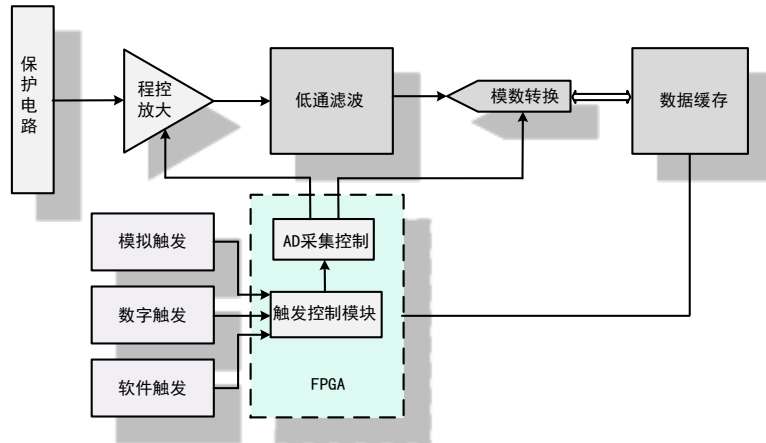 保护电路
程控
放大
低通滤波
模数转换
数据缓存
模拟触发
AD采集控制
数字触发
触发控制模块
软件触发
FPGA